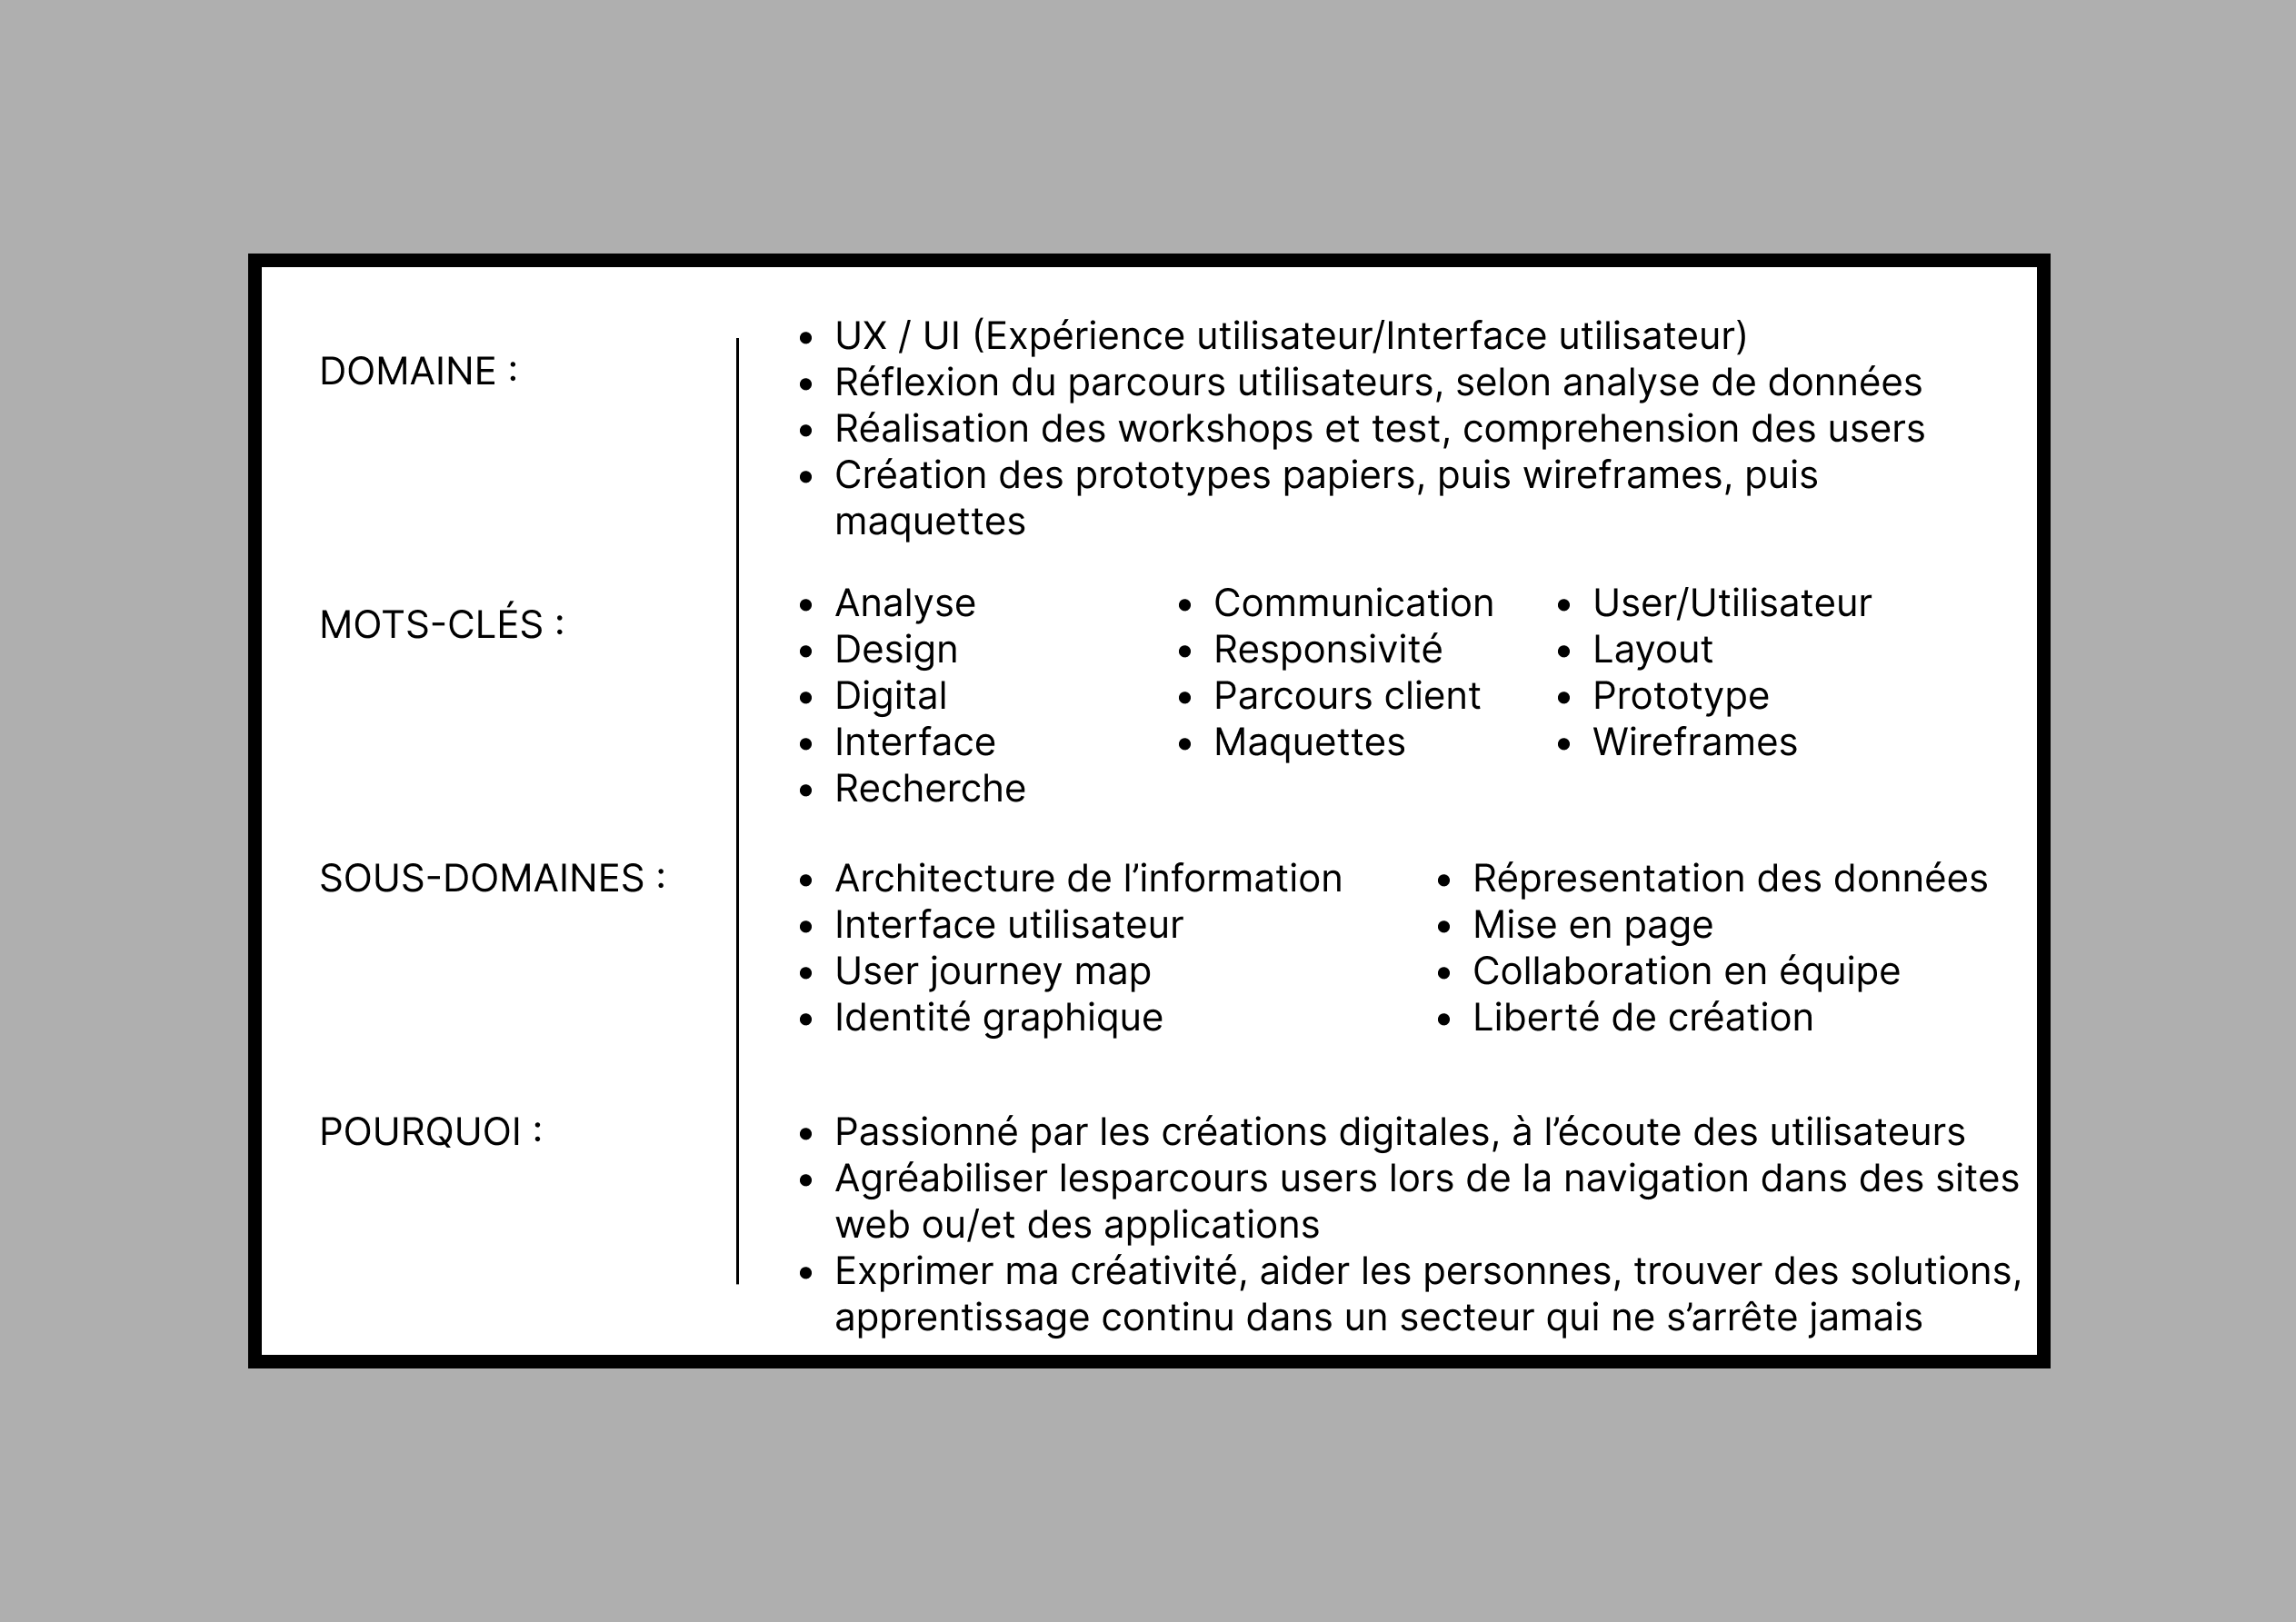 DOMAINE :
• UX / UI (Expérience utilisateur/Interface utilisateur)
• Réflexion du parcours utilisateurs, selon analyse de données
• Réalisation des workshops et test, comprehension des users
• Création des prototypes papiers, puis wireframes, puis
maquettes
MOTS-CLÉS :
• Analyse
• Design
• Digital
• Interface
• Recherche
• Communication
• Responsivité
• Parcours client
• Maquettes
• User/Utilisateur
• Layout
• Prototype
• Wireframes
SOUS-DOMAINES :
• Architecture de l’information
• Interface utilisateur
• User journey map
• Identité graphique
• Répresentation des données
• Mise en page
• Collaboration en équipe
• Liberté de création
POURQUOI :
• Passionné par les créations digitales, à l’écoute des utilisateurs
• Agréabiliser lesparcours users lors de la navigation dans des sites
web ou/et des applications
• Exprimer ma créativité, aider les personnes, trouver des solutions,
apprentissage continu dans un secteur qui ne s’arrête jamais